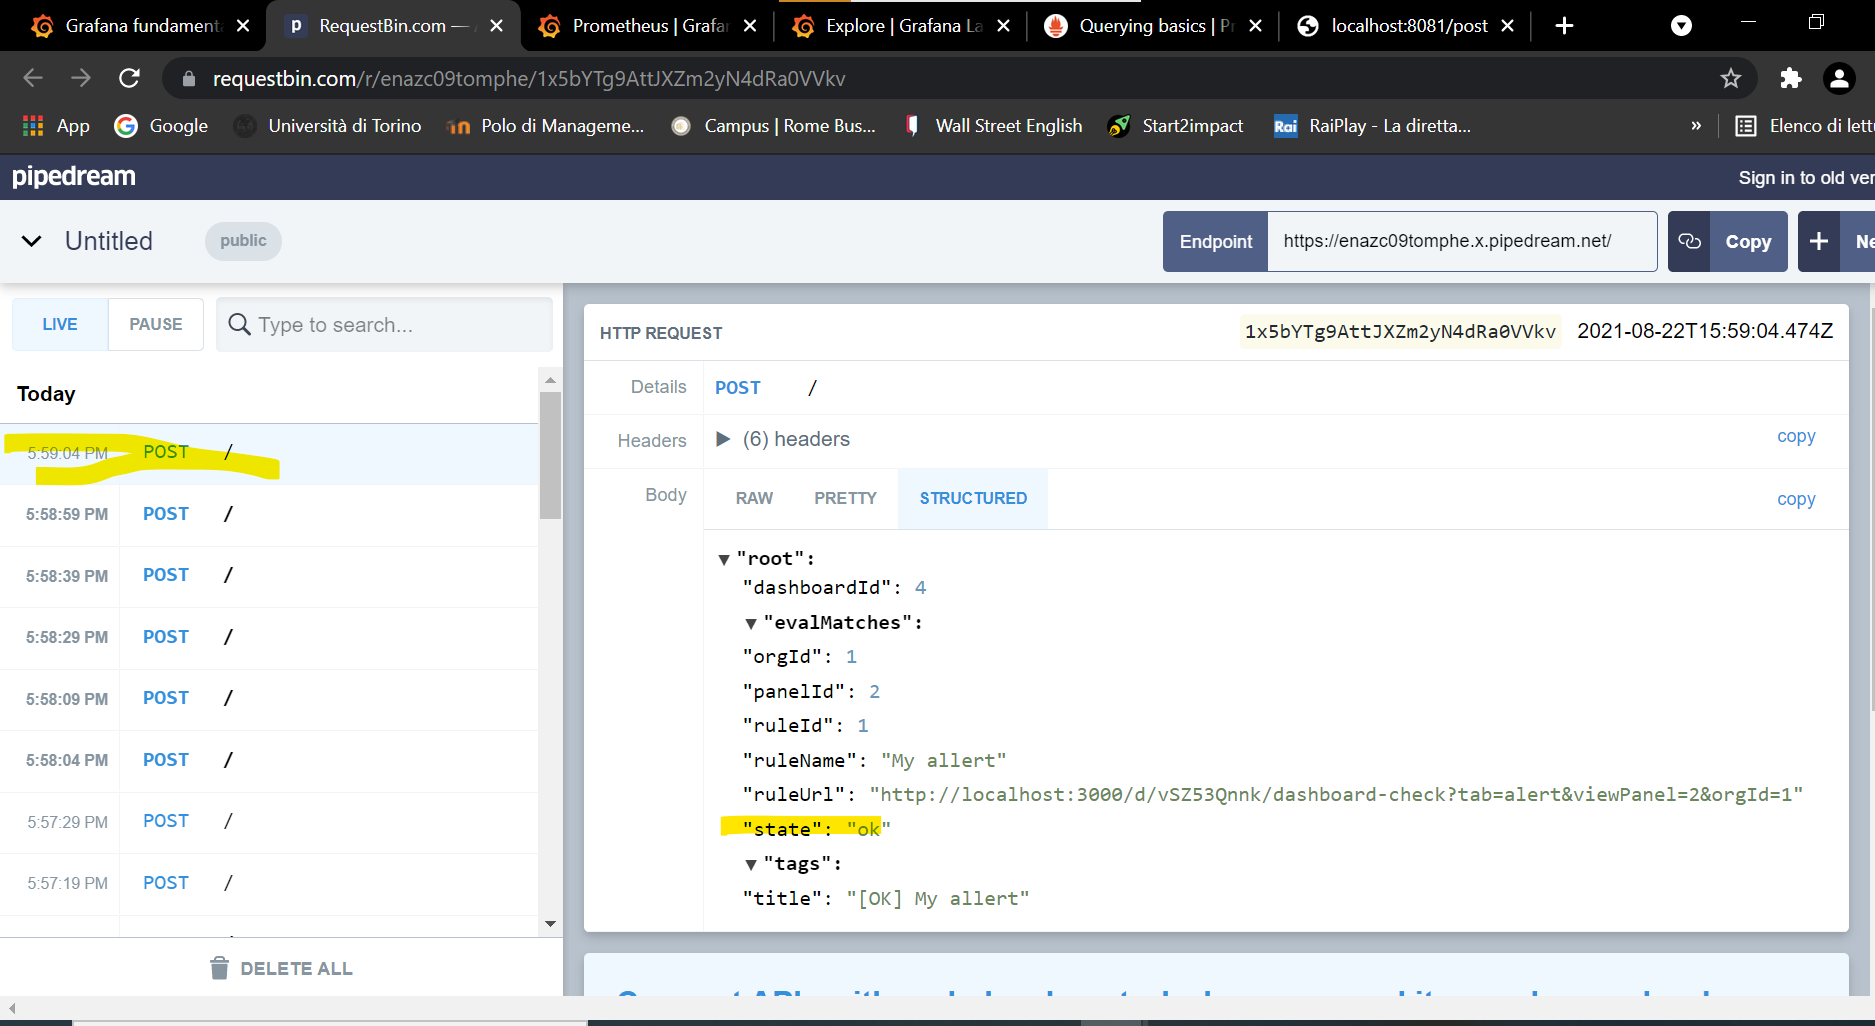 Grafana fundament
RequestBin.com —
Prometheus | Grafan
Explore | Grafana La
Querying basics | Pr
localhost:8081/post
requestbin.com/r/enazc09tomphe/1x5bYTg9AttJXZm2yN4dRa0VVkv
App
Google
Università di Torino
Polo di Manageme...
Campus | Rome Bus...
Wall Street English
Start2impact
Rai
RaiPlay - La diretta...
»
Elenco di lett
pipedream
Sign in to old ver
Untitled
public
Endpoint
https://enazc09tomphe.x.pipedream.net/
Copy
+ Ne
LIVE
PAUSE
Type to search...
Today
5:59:04 PM POST /
5:58:59 PM POST /
5:58:39 PM POST /
5:58:29 PM POST /
5:58:09 PM POST /
5:58:04 PM POST /
5:57:29 PM POST /
5:57:19 PM POST /
DELETE ALL
HTTP REQUEST
1x5bYTg9AttJXZm2yN4dRa0VVkv
2021-08-22T15:59:04.474Z
Details POST /
Headers (6) headers copy
Body RAW PRETTY STRUCTURED copy
"root":
"dashboardId": 4
"evalMatches":
"orgId": 1
"panelId": 2
"ruleId": 1
"ruleName": "My allert"
"ruleUrl": "http://localhost:3000/d/vSZ53Qnnk/dashboard-check?tab=alert&viewPanel=2&orgId=1"
"state": "ok"
"tags":
"title": "[OK] My allert"